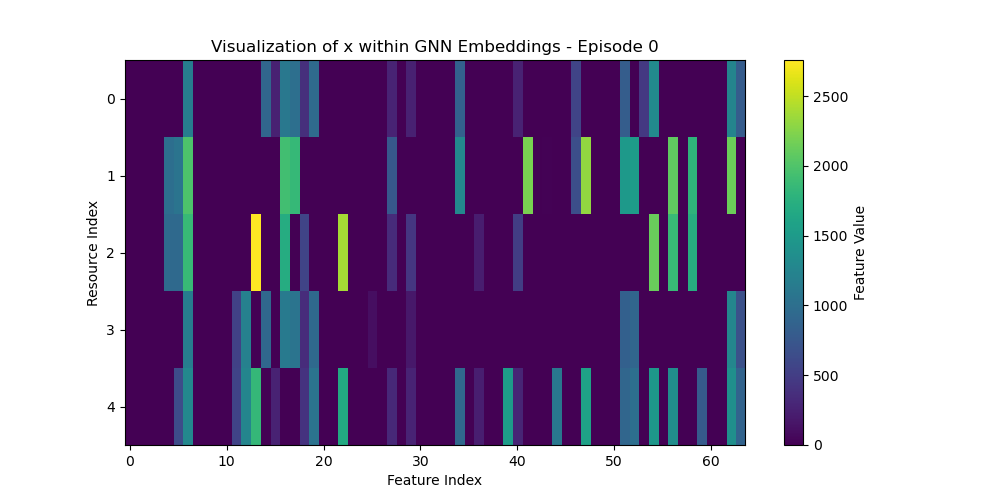 Visualization of x within GNN Embeddings - Episode 0
Resource Index
0
1
2
3
4
0 10 20 30 40 50 60
Feature Index
2500
2000
1500
1000
500
0
Feature Value